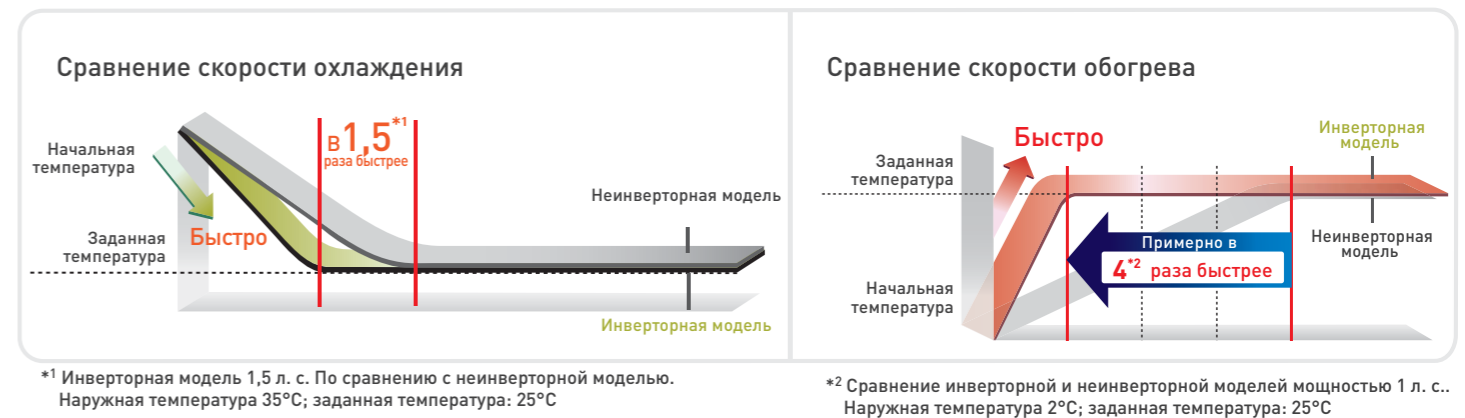 Сравнение скорости охлаждения
Начальная
температура
в 1,5*1
раза быстрее
Неинверторная модель
Заданная
температура
Быстро
Инверторная модель
*1 Инверторная модель 1,5 л. с. По сравнению с неинверторной моделью.
Наружная температура 35°C; заданная температура: 25°C
Сравнение скорости обогрева
Быстро
Инверторная
модель
Заданная
температура
Примерно в
4*2 раза быстрее
Неинверторная
модель
Начальная
температура
*2 Сравнение инверторной и неинверторной моделей мощностью 1 л. с..
Наружная температура 2°C; заданная температура: 25°C